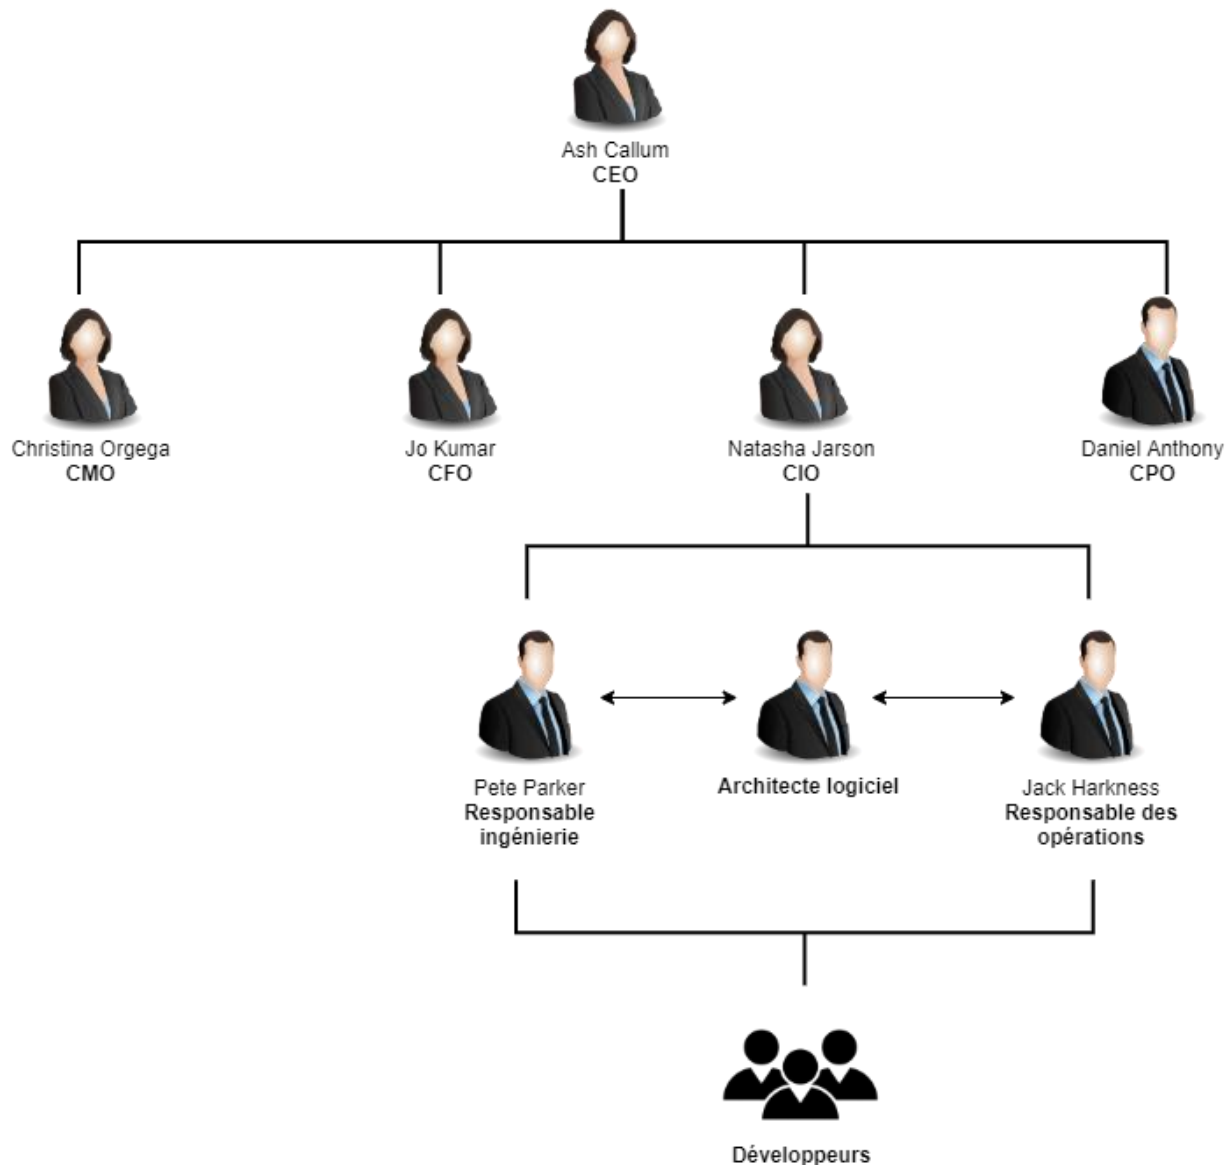 Ash Callum
CEO
Christina Orgega
CMO
Jo Kumar
CFO
Natasha Jarson
CIO
Daniel Anthony
CPO
Pete Parker
Responsable
ingénierie
Architecte logiciel
Jack Harkness
Responsable des
opérations
Développeurs